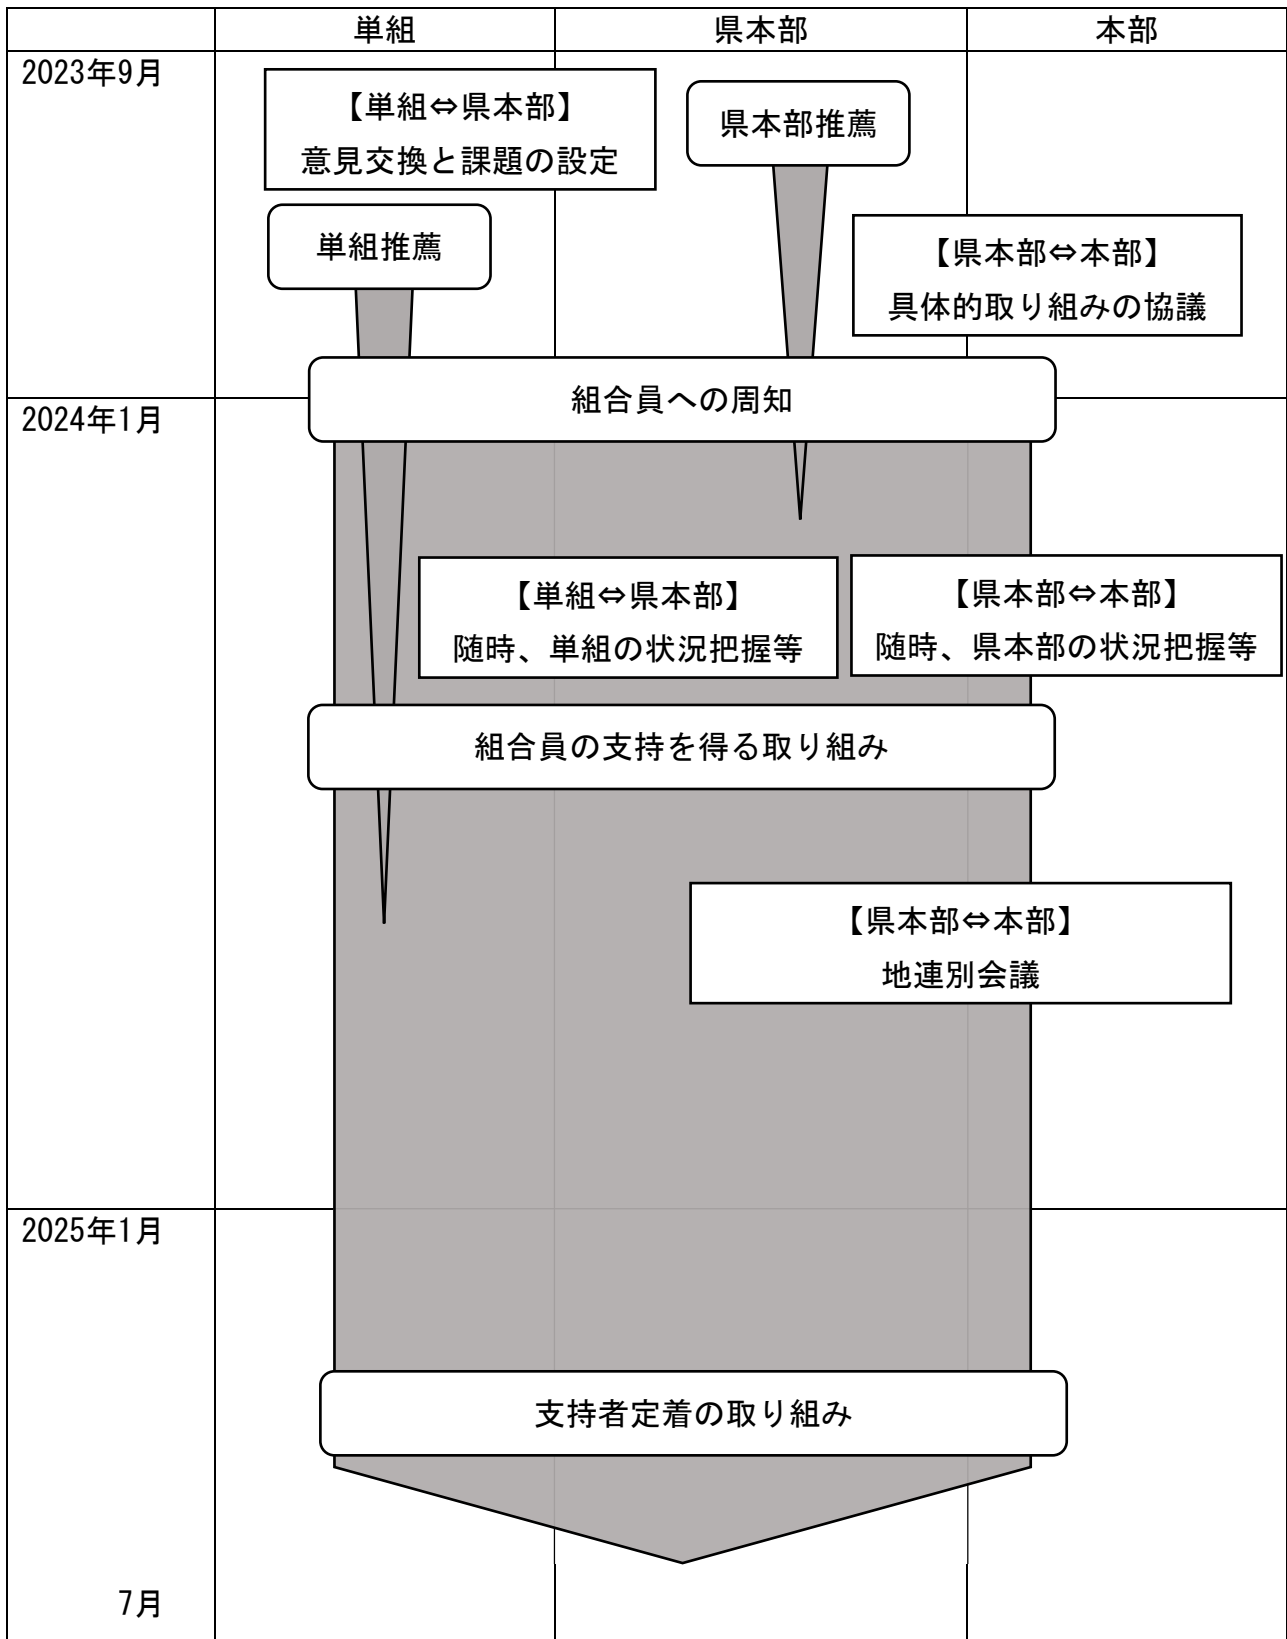 単組
県本部
本部
2023年9月
【単組⇔県本部】
意見交換と課題の設定
県本部推薦
単組推薦
【県本部⇔本部】
具体的取り組みの協議
組合員への周知
2024年1月
【単組⇔県本部】
随時、単組の状況把握等
【県本部⇔本部】
随時、県本部の状況把握等
組合員の支持を得る取り組み
【県本部⇔本部】
地連別会議
2025年1月
支持者定着の取り組み
7月